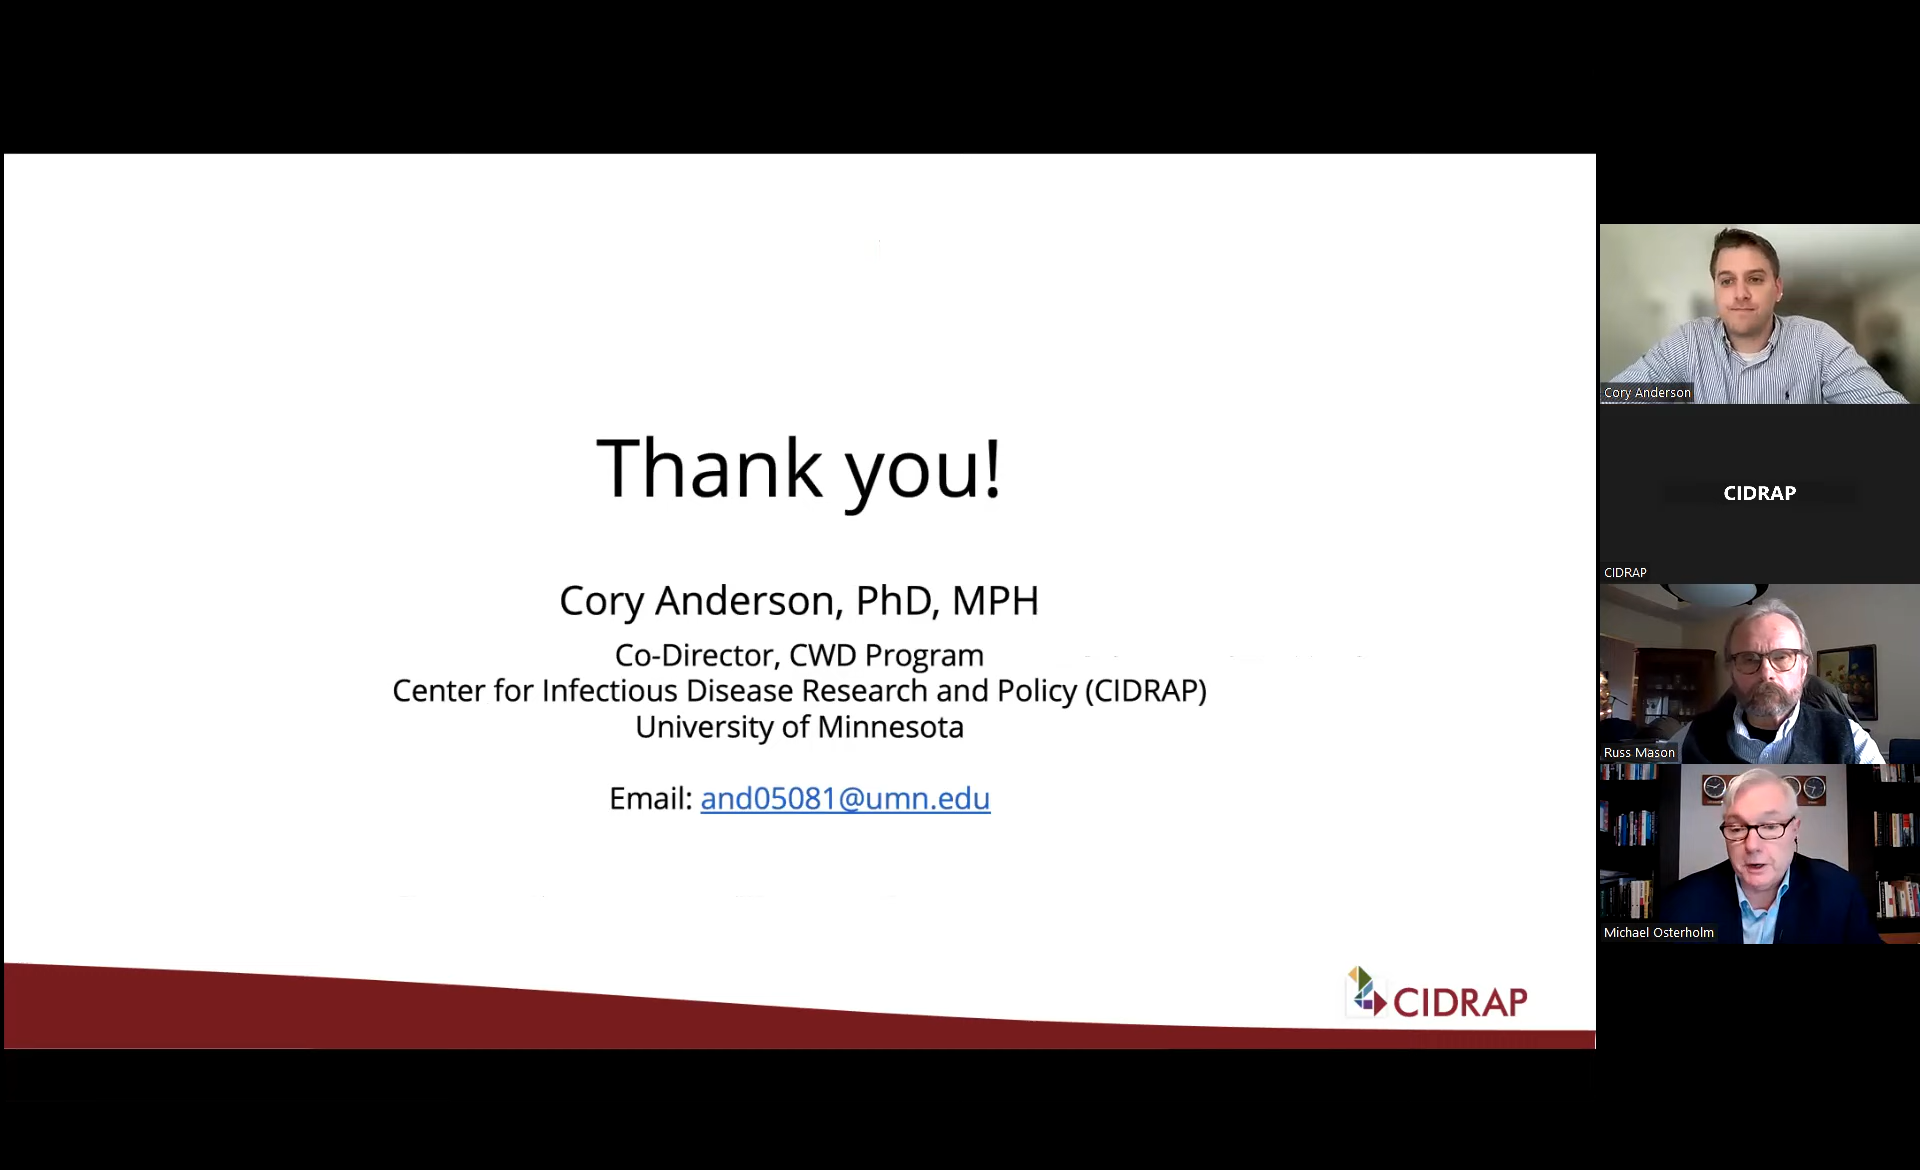 Thank you!
Cory Anderson, PhD, MPH
Co-Director, CWD Program
Center for Infectious Disease Research and Policy (CIDRAP)
University of Minnesota
Email: and05081@umn.edu
CIDRAP
Cory Anderson
CIDRAP
CIDRAP
Russ Mason
Michael Osterholm